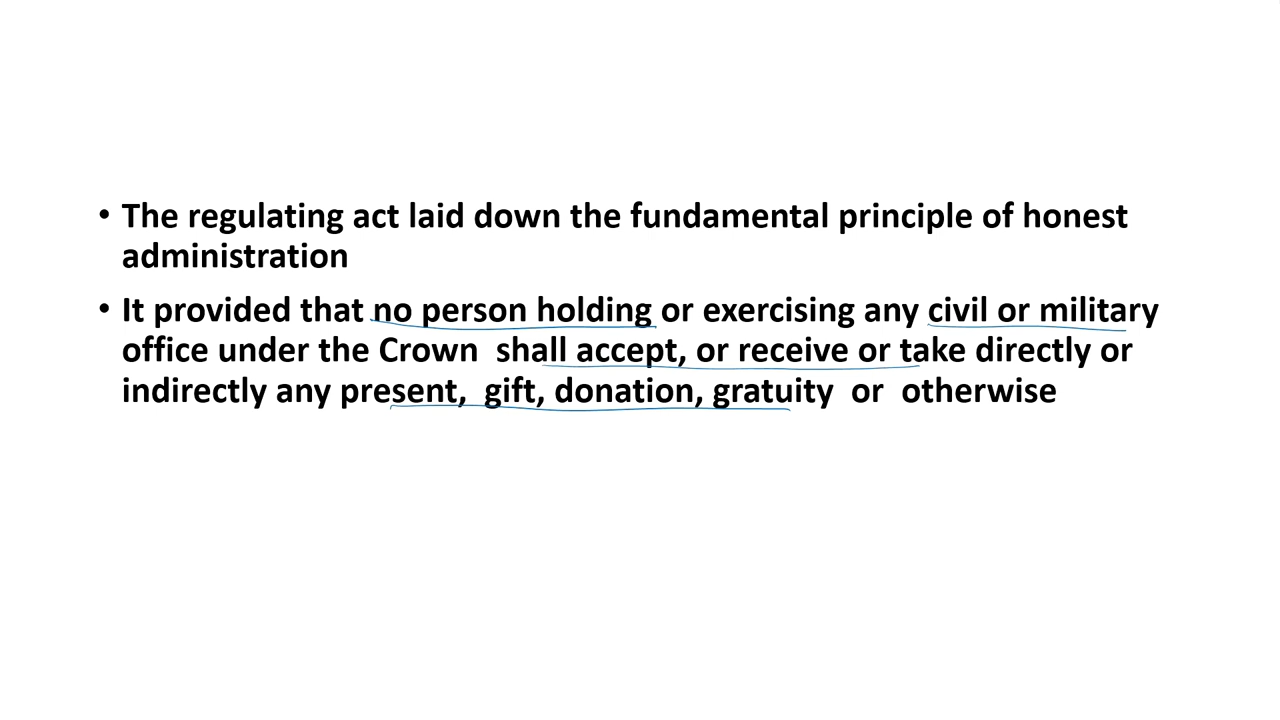 • The regulating act laid down the fundamental principle of honest
administration
• It provided that no person holding or exercising any civil or military
office under the Crown  shall accept, or receive or take directly or
indirectly any present,  gift, donation, gratuity  or  otherwise